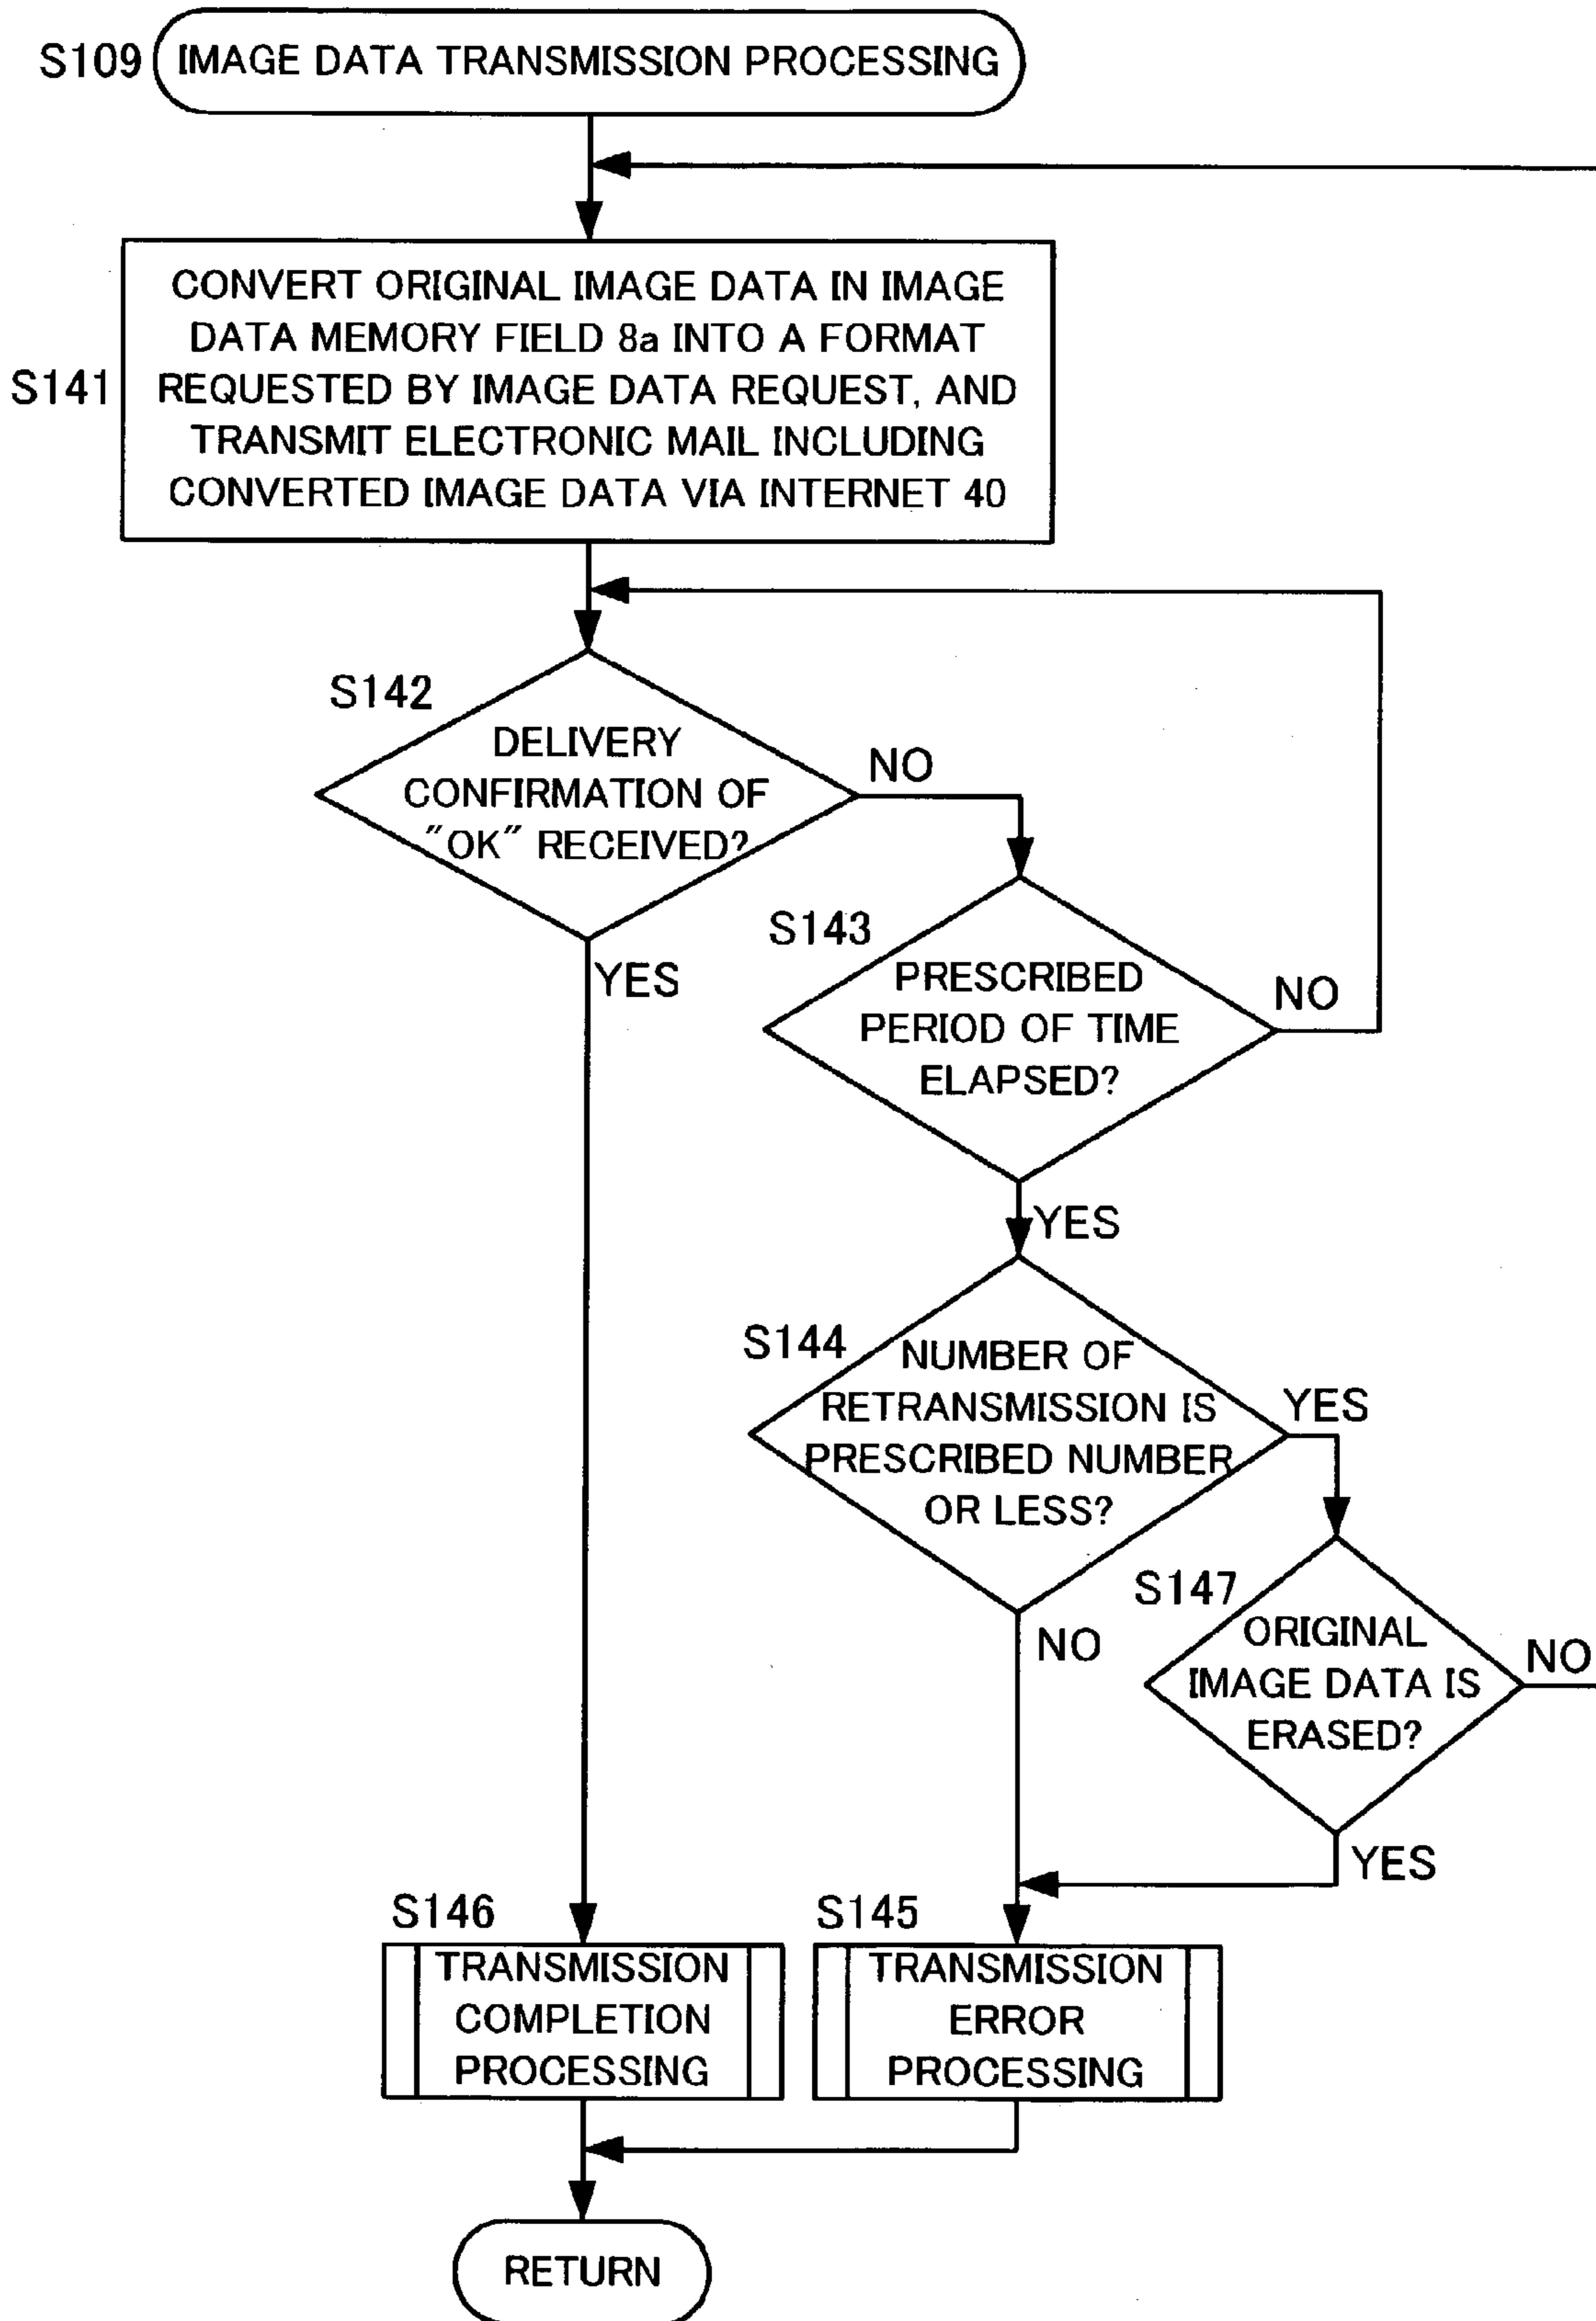 S109
IMAGE DATA TRANSMISSION PROCESSING
S141
CONVERT ORIGINAL IMAGE DATA IN IMAGE
DATA MEMORY FIELD 8a INTO A FORMAT
REQUESTED BY IMAGE DATA REQUEST, AND
TRANSMIT ELECTRONIC MAIL INCLUDING
CONVERTED IMAGE DATA VIA INTERNET 40
S142
DELIVERY
CONFIRMATION OF
"OK" RECEIVED?
NO
YES
S143
PRESCRIBED
PERIOD OF TIME
ELAPSED?
NO
YES
S144
NUMBER OF
RETRANSMISSION IS
PRESCRIBED NUMBER
OR LESS?
YES
NO
S147
ORIGINAL
IMAGE DATA IS
ERASED?
NO
YES
S146
TRANSMISSION
COMPLETION
PROCESSING
S145
TRANSMISSION
ERROR
PROCESSING
RETURN